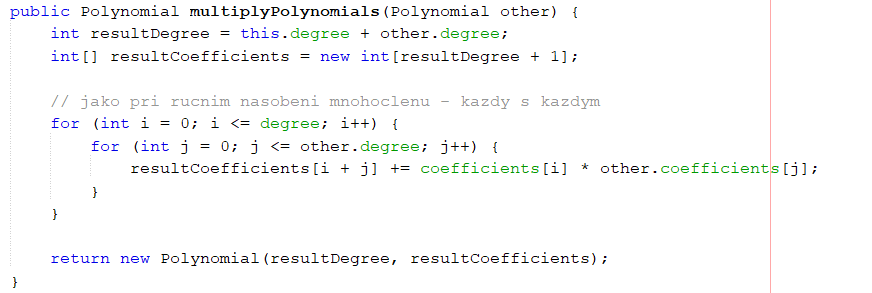 public Polynomial multiplyPolynomials(Polynomial other) {
    int resultDegree = this.degree + other.degree;
    int[] resultCoefficients = new int[resultDegree + 1];

    // jako pri rucnim nasobeni mnohoclenu - kazdy s kazdym
    for (int i = 0; i <= degree; i++) {
        for (int j = 0; j <= other.degree; j++) {
            resultCoefficients[i + j] += coefficients[i] * other.coefficients[j];
        }
    }

    return new Polynomial(resultDegree, resultCoefficients);
}